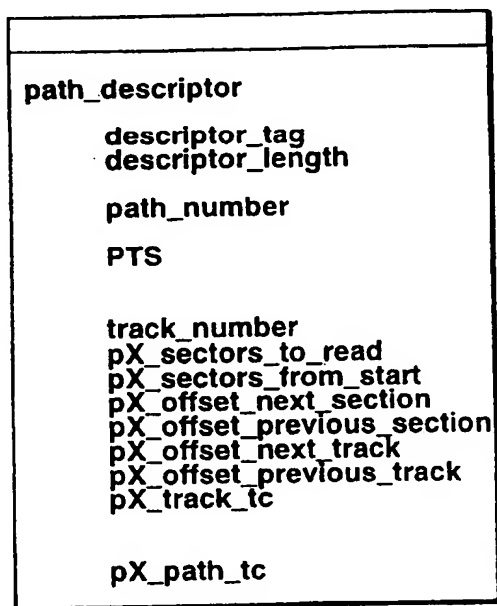 path_descriptor
descriptor_tag
descriptor_length
path_number
PTS
track_number
pX_sectors_to_read
pX_sectors_from_start
pX_offset_next_section
pX_offset_previous_section
pX_offset_next_track
pX_offset_previous_track
pX_track_tc
pX_path_tc